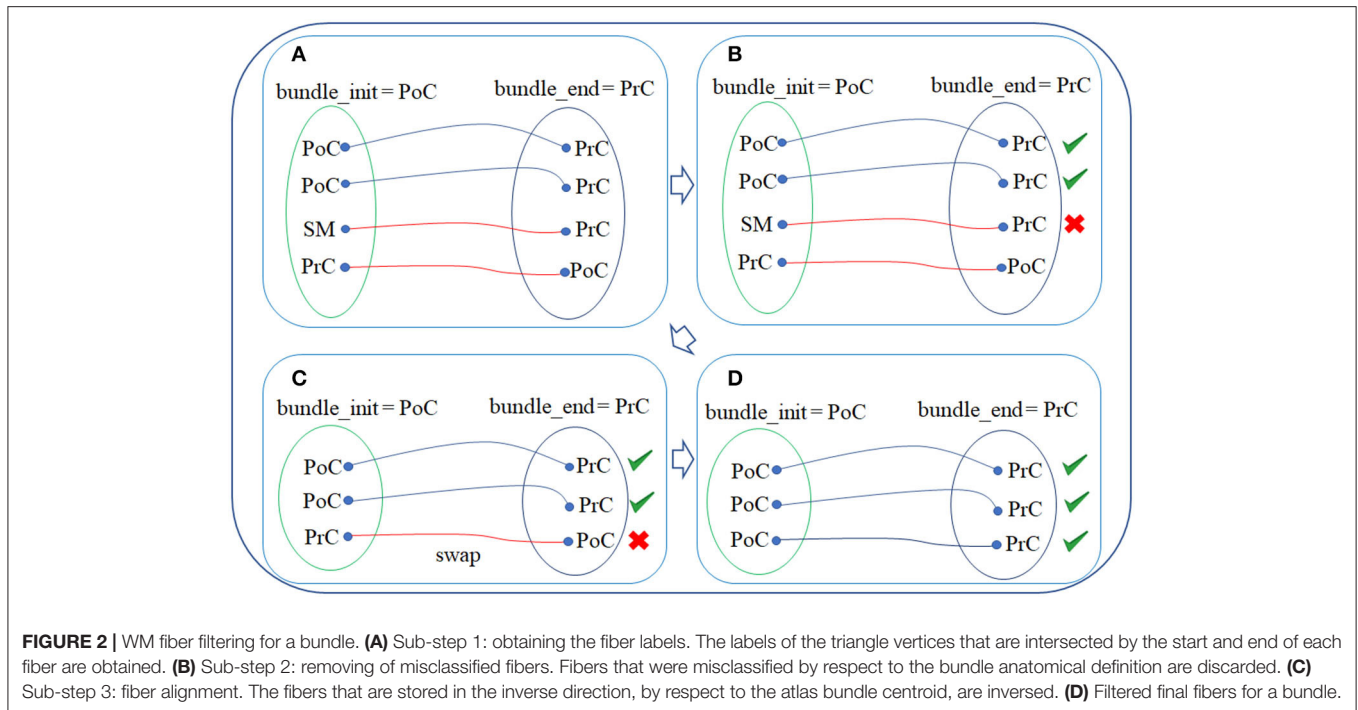 A
bundle_init = PoC bundle_end = PrC
PoC PrC
PoC PrC
SM PrC
PrC PoC
B
bundle_init = PoC bundle_end = PrC
PoC PrC
PoC PrC
SM PrC
PrC PoC
C
bundle_init = PoC bundle_end = PrC
PoC PrC
PoC PrC
PrC PoC
swap
D
bundle_init = PoC bundle_end = PrC
PoC PrC
PoC PrC
PoC PrC
FIGURE 2 | WM fiber filtering for a bundle. (A) Sub-step 1: obtaining the fiber labels. The labels of the triangle vertices that are intersected by the start and end of each
fiber are obtained. (B) Sub-step 2: removing of misclassified fibers. Fibers that were misclassified by respect to the bundle anatomical definition are discarded. (C)
Sub-step 3: fiber alignment. The fibers that are stored in the inverse direction, by respect to the atlas bundle centroid, are inversed. (D) Filtered final fibers for a bundle.